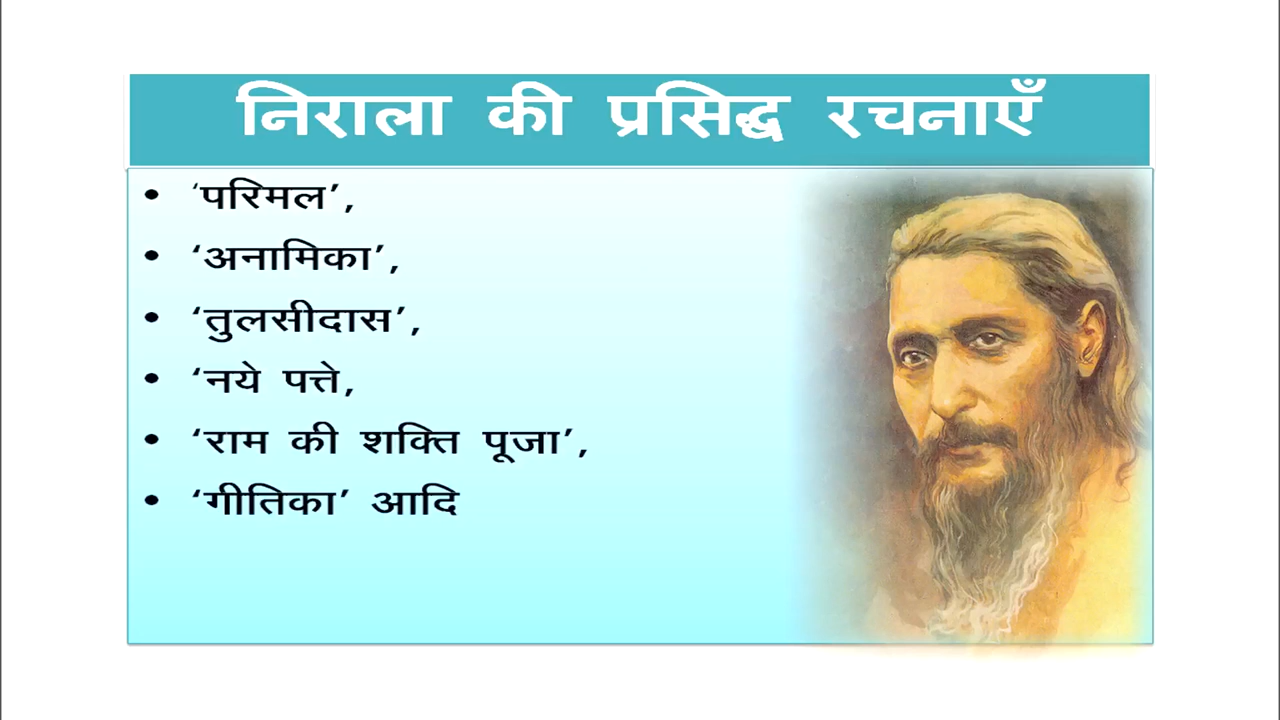 निराला की प्रसिद्ध रचनाएँ
• ‘परिमल’,
• ‘अनामिका’,
• ‘तुलसीदास’,
• ‘नये पत्ते,
• ‘राम की शक्ति पूजा’,
• ‘गीतिका’ आदि